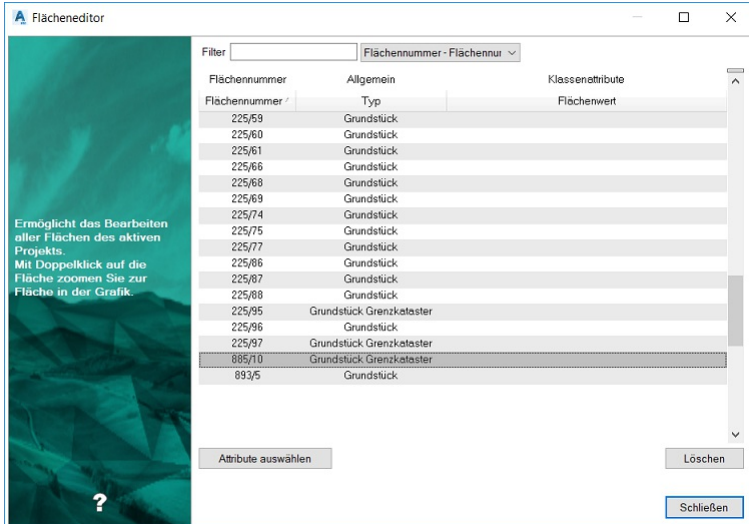 Flächeneditor
Ermöglicht das Bearbeiten
aller Flächen des aktiven
Projekts.
Mit Doppelklick auf die
Fläche zoomen Sie zur
Fläche in der Grafik.
?
Filter Flächennummer - Flächennur
Flächennummer Allgemein Klassenattribute
Flächennummer Typ Flächenwert
225/59 Grundstück
225/60 Grundstück
225/61 Grundstück
225/66 Grundstück
225/68 Grundstück
225/69 Grundstück
225/74 Grundstück
225/75 Grundstück
225/77 Grundstück
225/86 Grundstück
225/87 Grundstück
225/88 Grundstück
225/95 Grundstück Grenzkataster
225/96 Grundstück
225/97 Grundstück Grenzkataster
885/10 Grundstück Grenzkataster
893/5 Grundstück
Attribute auswählen Löschen
Schließen